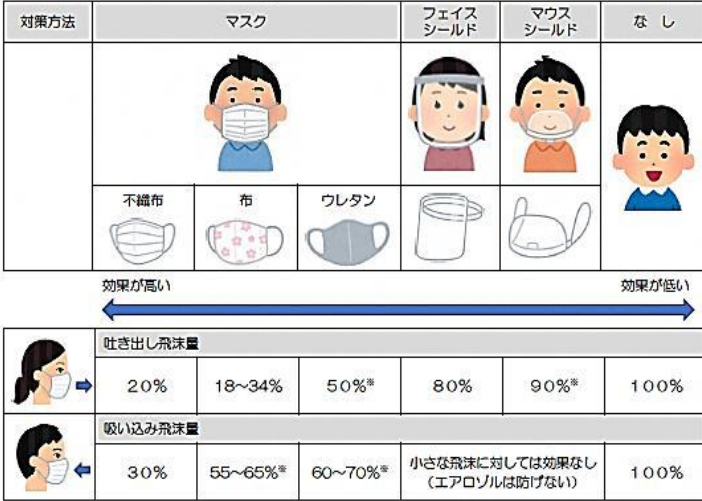 対策方法 マスク フェイスシールド マウスシールド なし
不織布 布 ウレタン
効果が高い 効果が低い
吐き出し飛沫量
20% 18～34% 50%※ 80% 90%※ 100%
吸い込み飛沫量
30% 55～65%※ 60～70%※ 小さな飛沫に対しては効果なし（エアロゾルは防げない） 100%